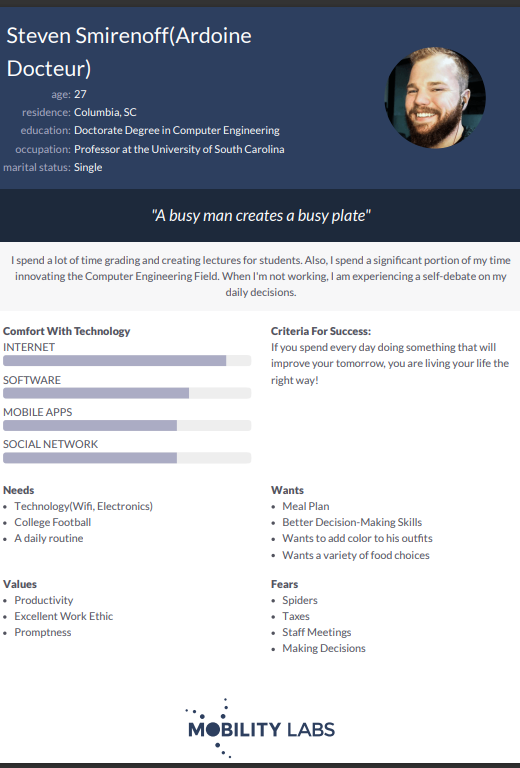 Steven Smirenoff(Ardoine
Docteur)
age: 27
residence: Columbia, SC
education: Doctorate Degree in Computer Engineering
occupation: Professor at the University of South Carolina
marital status: Single
"A busy man creates a busy plate"
I spend a lot of time grading and creating lectures for students. Also, I spend a significant portion of my time
innovating the Computer Engineering Field. When I'm not working, I am experiencing a self-debate on my
daily decisions.
Comfort With Technology
INTERNET
SOFTWARE
MOBILE APPS
SOCIAL NETWORK
Criteria For Success:
If you spend every day doing something that will
improve your tomorrow, you are living your life the
right way!
Needs
• Technology(Wifi, Electronics)
• College Football
• A daily routine
Wants
• Meal Plan
• Better Decision-Making Skills
• Wants to add color to his outfits
• Wants a variety of food choices
Values
• Productivity
• Excellent Work Ethic
• Promptness
Fears
• Spiders
• Taxes
• Staff Meetings
• Making Decisions
MOBILITY LABS